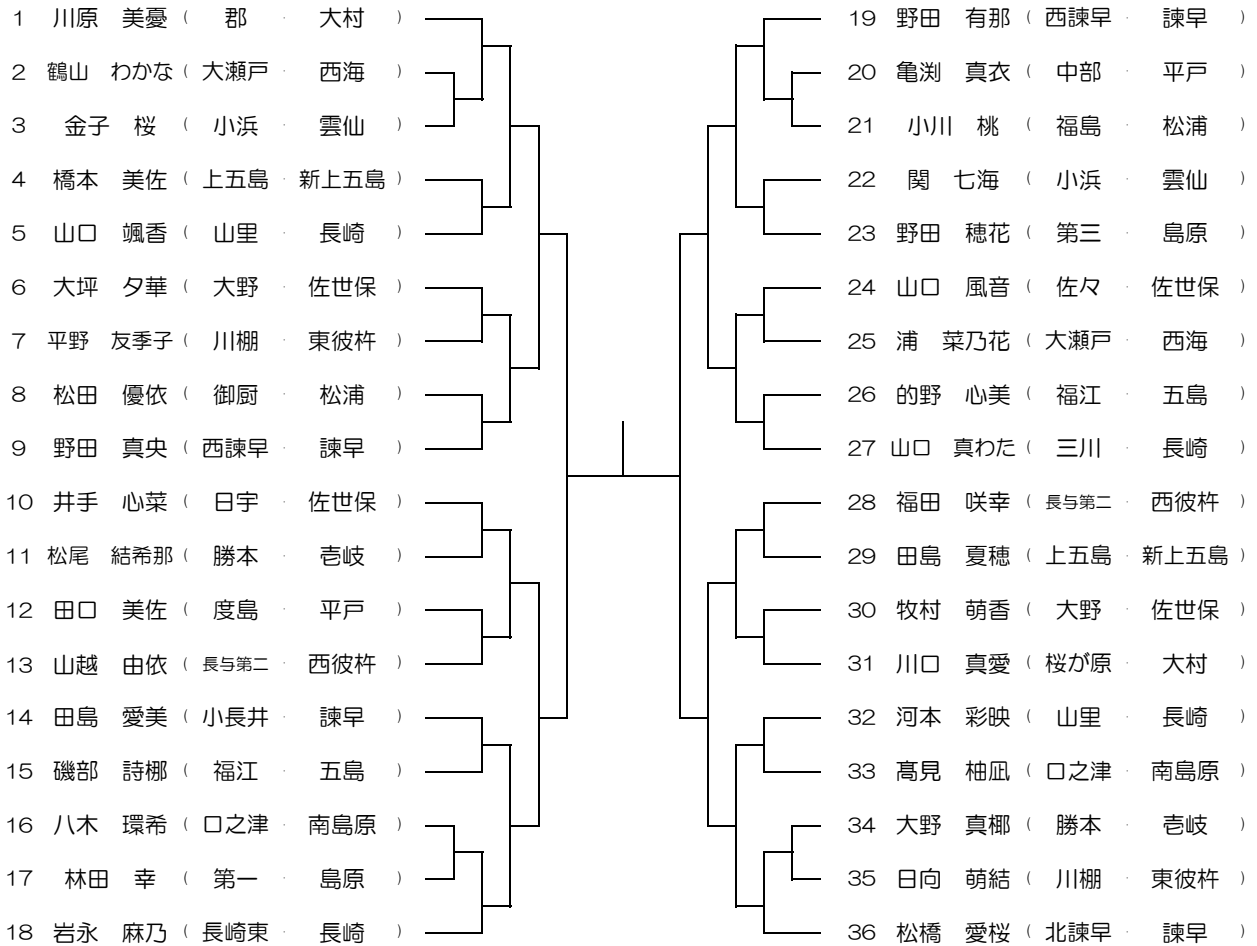 1 川原 美憂 ( 郡 大村
2 鶴山 わかな ( 大瀬戸 · 西海 )
3 金子 桜 ( 小浜 · 雲仙 )
4 橋本 美佐 ( 上五島 · 新上五島 )
5 山口 颯香 ( 山里 · 長崎 )
6 大坪 夕華 ( 大野 · 佐世保 )
7 平野 友季子 ( 川棚 · 東彼杵 )
8 松田 優依 ( 御厨 · 松浦 )
9 野田 真央 ( 西諫早 · 諫早 )
10 井手 心菜 ( 日宇 · 佐世保 )
11 松尾 結希那 ( 勝本 · 壱岐 )
12 田口 美佐 ( 度島 · 平戸 )
13 山越 由依 ( 長与第二 · 西彼杵 )
14 田島 愛美 ( 小長井 · 諫早 )
15 磯部 詩梛 ( 福江 · 五島 )
16 八木 環希 ( 口之津 · 南島原 )
17 林田 幸 ( 第一 · 島原 )
18 岩永 麻乃 ( 長崎東 · 長崎 )
19 野田 有那 ( 西諫早 · 諫早 )
20 亀渕 真衣 ( 中部 · 平戸 )
21 小川 桃 ( 福島 · 松浦 )
22 関 七海 ( 小浜 · 雲仙 )
23 野田 穂花 ( 第三 · 島原 )
24 山口 風音 ( 佐々 · 佐世保 )
25 浦 菜乃花 ( 大瀬戸 · 西海 )
26 的野 心美 ( 福江 · 五島 )
27 山口 真わた ( 三川 · 長崎 )
28 福田 咲幸 ( 長与第二 · 西彼杵 )
29 田島 夏穂 ( 上五島 · 新上五島 )
30 牧村 萌香 ( 大野 · 佐世保 )
31 川口 真愛 ( 桜が原 · 大村 )
32 河本 彩映 ( 山里 · 長崎 )
33 髙見 柚凪 ( 口之津 · 南島原 )
34 大野 真椰 ( 勝本 · 壱岐 )
35 日向 萌結 ( 川棚 · 東彼杵 )
36 松橋 愛桜 ( 北諫早 · 諫早 )